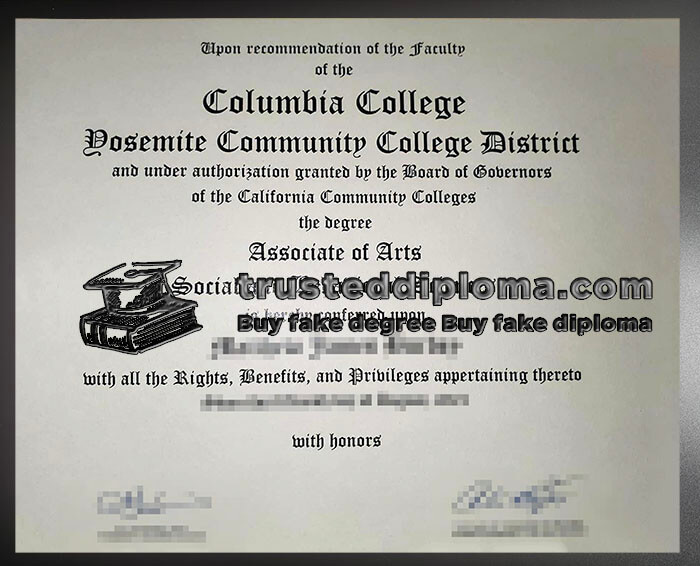 Upon recommendation of the Faculty
of the
Columbia College
Yosemite Community College District
and under authorization granted by the Board of Governors
of the California Community Colleges
the degree
Associate of Arts
trusteddiploma.com
Buy fake degree Buy fake diploma
is hereby conferred upon
with all the Rights, Benefits, and Privileges appertaining thereto
with honors